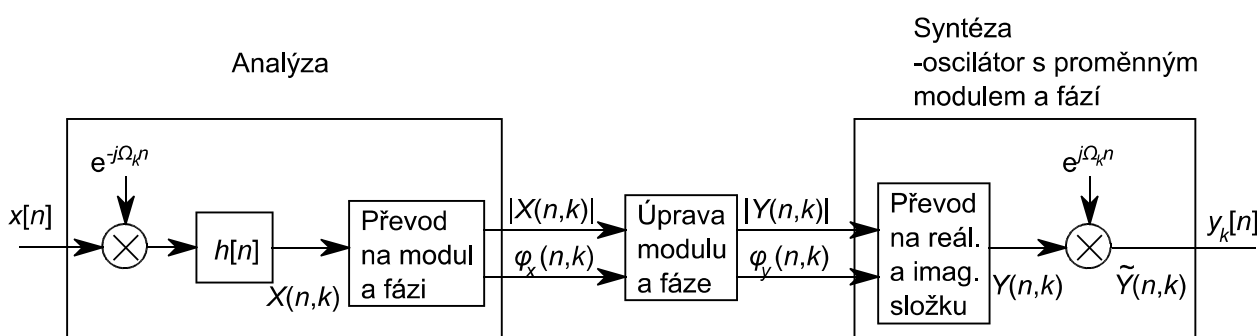 Analýza
Syntéza
-oscilátor s proměnným
modulem a fází
e^{-jΩ_k n}
e^{jΩ_k n}
x[n]
h[n]
X(n,k)
Převod
na modul
a fázi
|X(n,k)|
φ_x(n,k)
Úprava
modulu
a fáze
|Y(n,k)|
φ_y(n,k)
Převod
na reál.
a imag.
složku
Y(n,k)
Ỹ(n,k)
y_k[n]